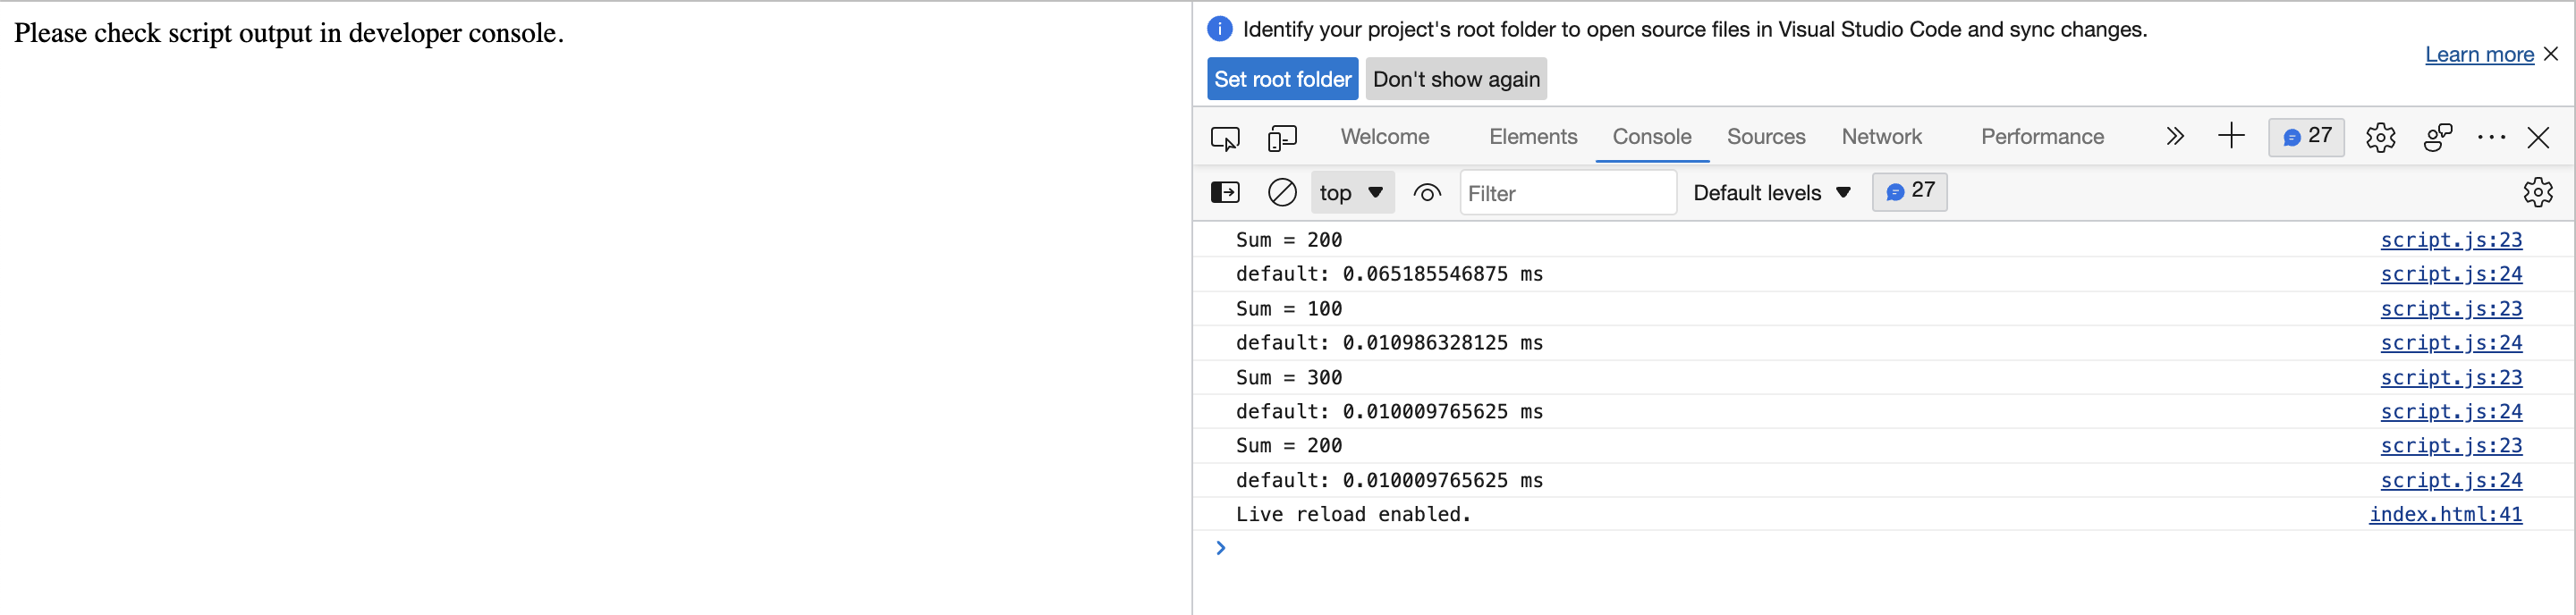 Please check script output in developer console.
Identify your project's root folder to open source files in Visual Studio Code and sync changes.
Learn more
Set root folder Don't show again
Welcome Elements Console Sources Network Performance 27
top Filter Default levels 27
Sum = 200 script.js:23
default: 0.065185546875 ms script.js:24
Sum = 100 script.js:23
default: 0.010986328125 ms script.js:24
Sum = 300 script.js:23
default: 0.010009765625 ms script.js:24
Sum = 200 script.js:23
default: 0.010009765625 ms script.js:24
Live reload enabled. index.html:41